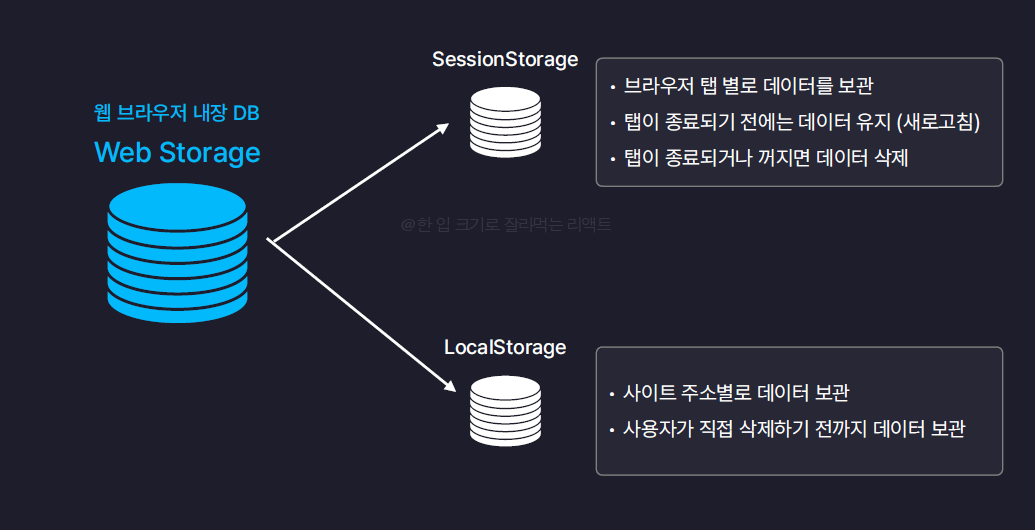 웹 브라우저 내장 DB
Web Storage
SessionStorage
• 브라우저 탭 별로 데이터를 보관
• 탭이 종료되기 전에는 데이터 유지 (새로고침)
• 탭이 종료되거나 꺼지면 데이터 삭제
@한 입 크기로 잘라먹는 리액트
LocalStorage
• 사이트 주소별로 데이터 보관
• 사용자가 직접 삭제하기 전까지 데이터 보관